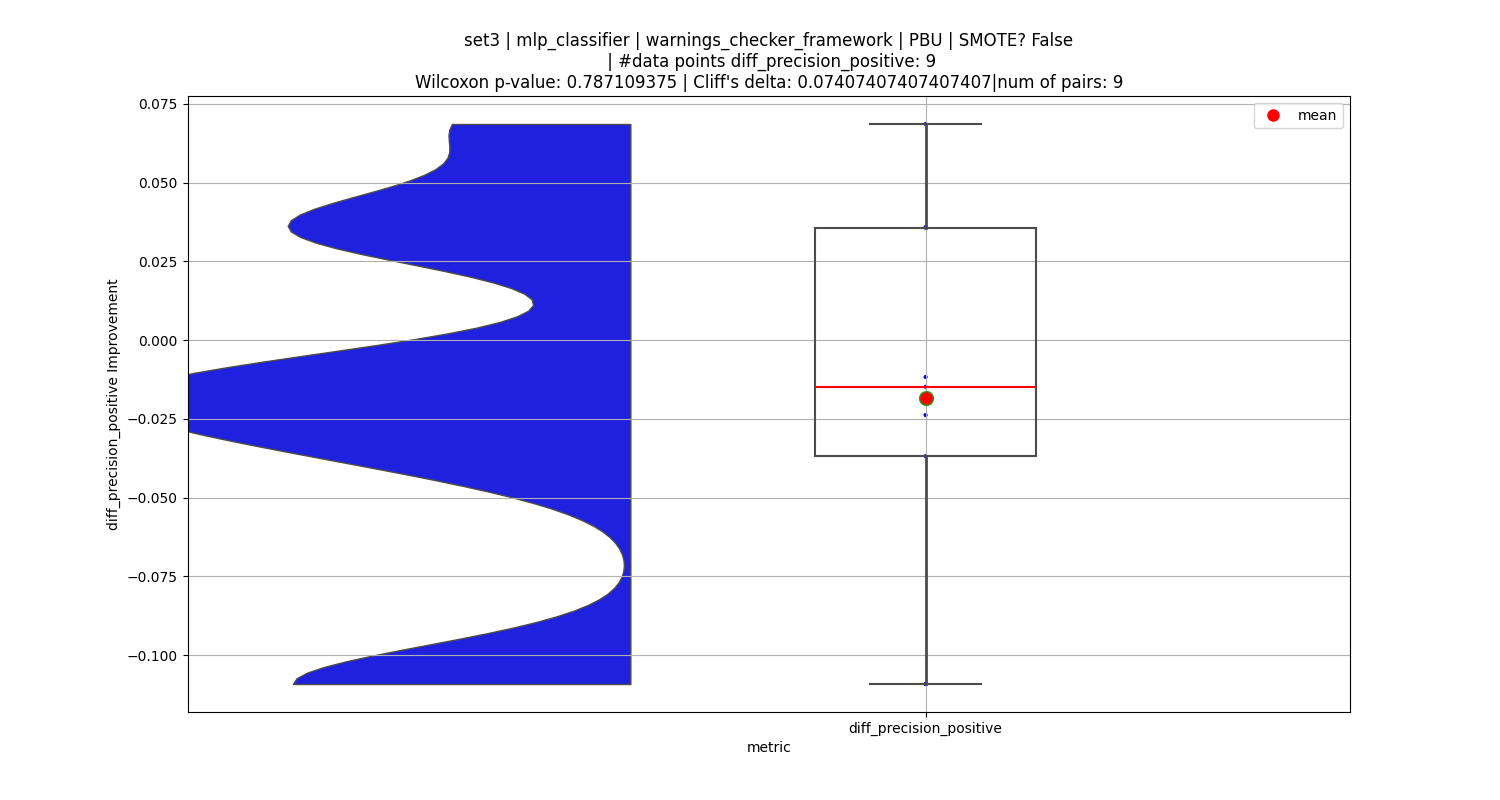 set3 | mlp_classifier | warnings_checker_framework | PBU | SMOTE? False
| #data points diff_precision_positive: 9
Wilcoxon p-value: 0.787109375 | Cliff's delta: 0.07407407407407407|num of pairs: 9
mean
0.075
0.050
0.025
0.000
−0.025
−0.050
−0.075
−0.100
diff_precision_positive Improvement
diff_precision_positive
metric